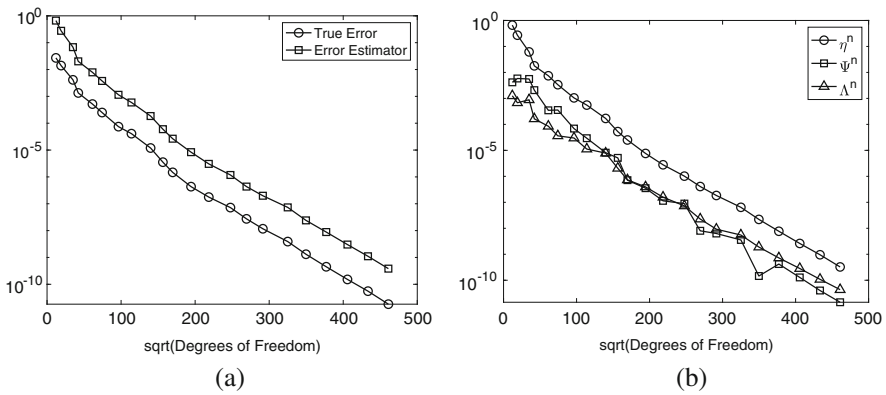 10^0
10^-5
10^-10
0
100
200
300
400
500
sqrt(Degrees of Freedom)
True Error
Error Estimator
(a)
10^0
10^-5
10^-10
0
100
200
300
400
500
sqrt(Degrees of Freedom)
η^n
Ψ^n
Λ^n
(b)